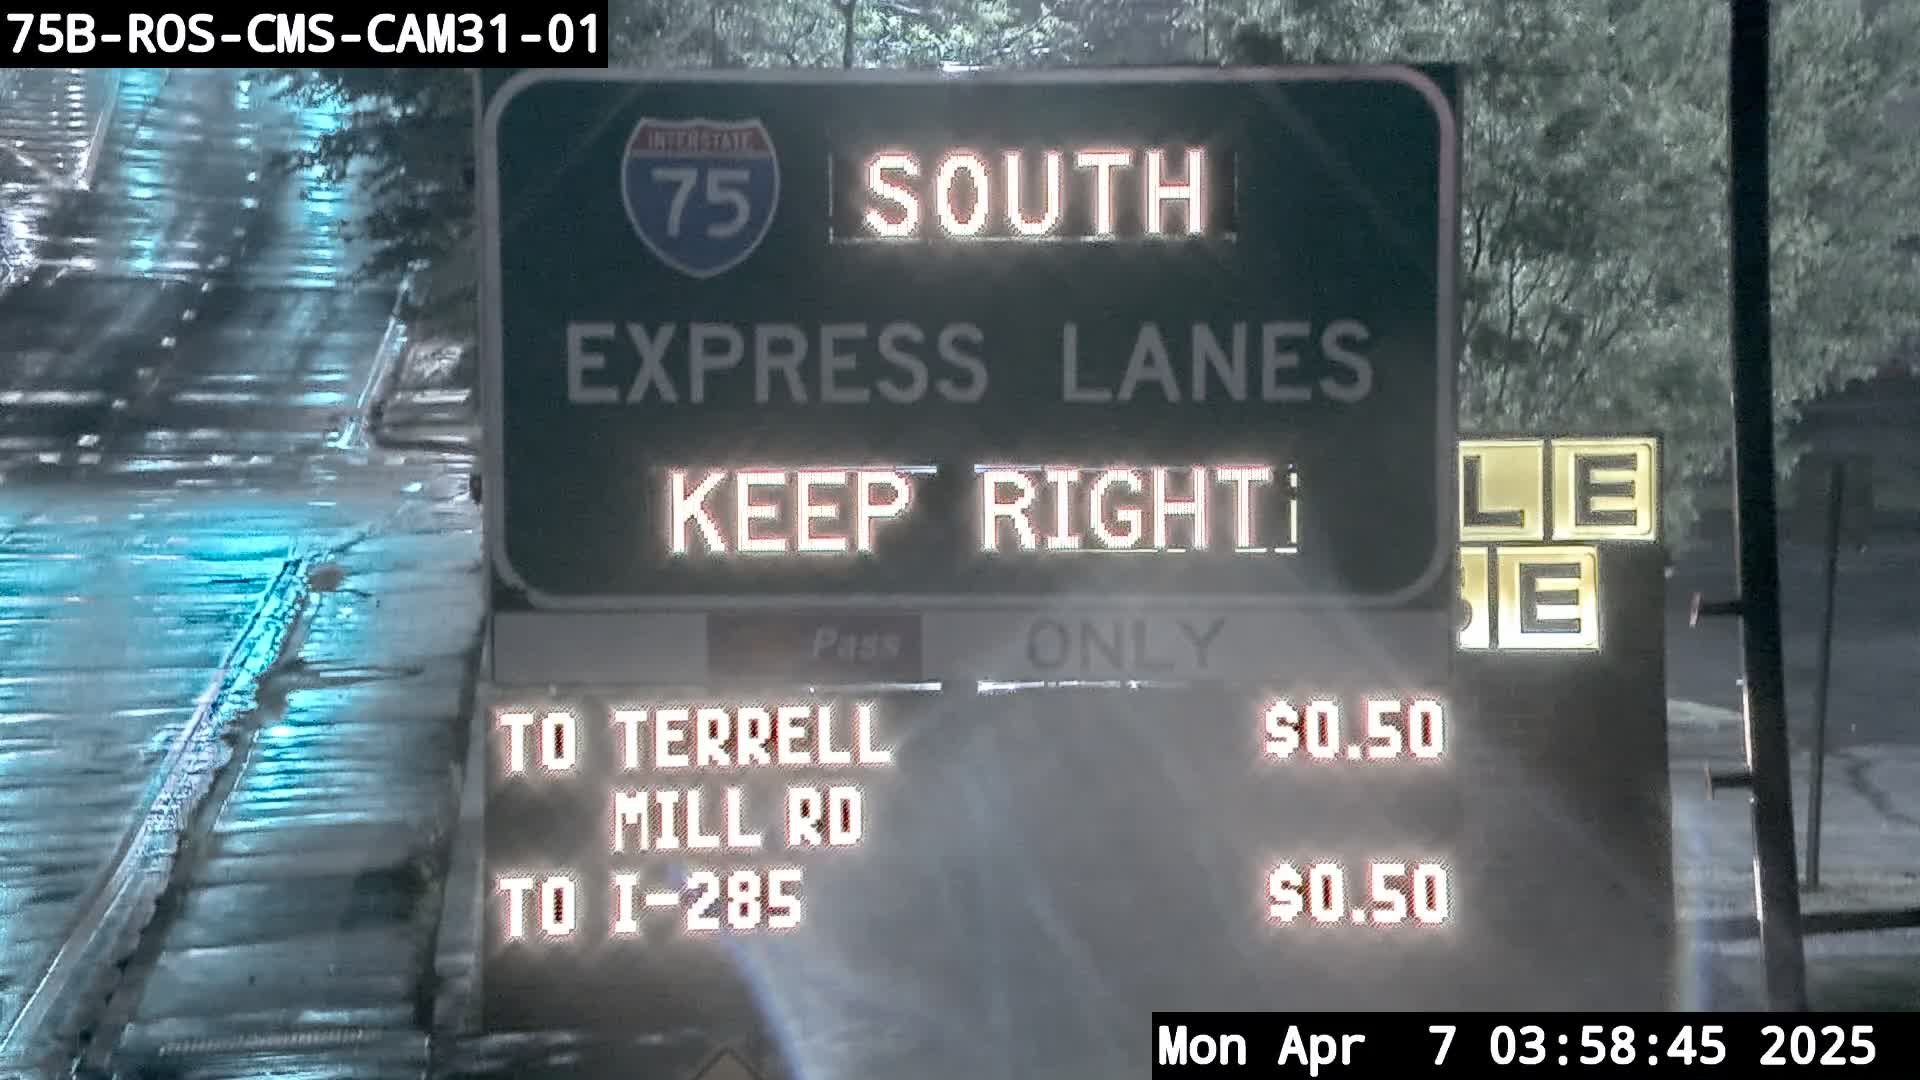 75B-ROS-CMS-CAM31-01
INTERSTATE
75
SOUTH
EXPRESS LANES
KEEP RIGHT
LE
E
Pass ONLY
TO TERRELL $0.50
MILL RD
TO I-285 $0.50
Mon Apr 7 03:58:45 2025